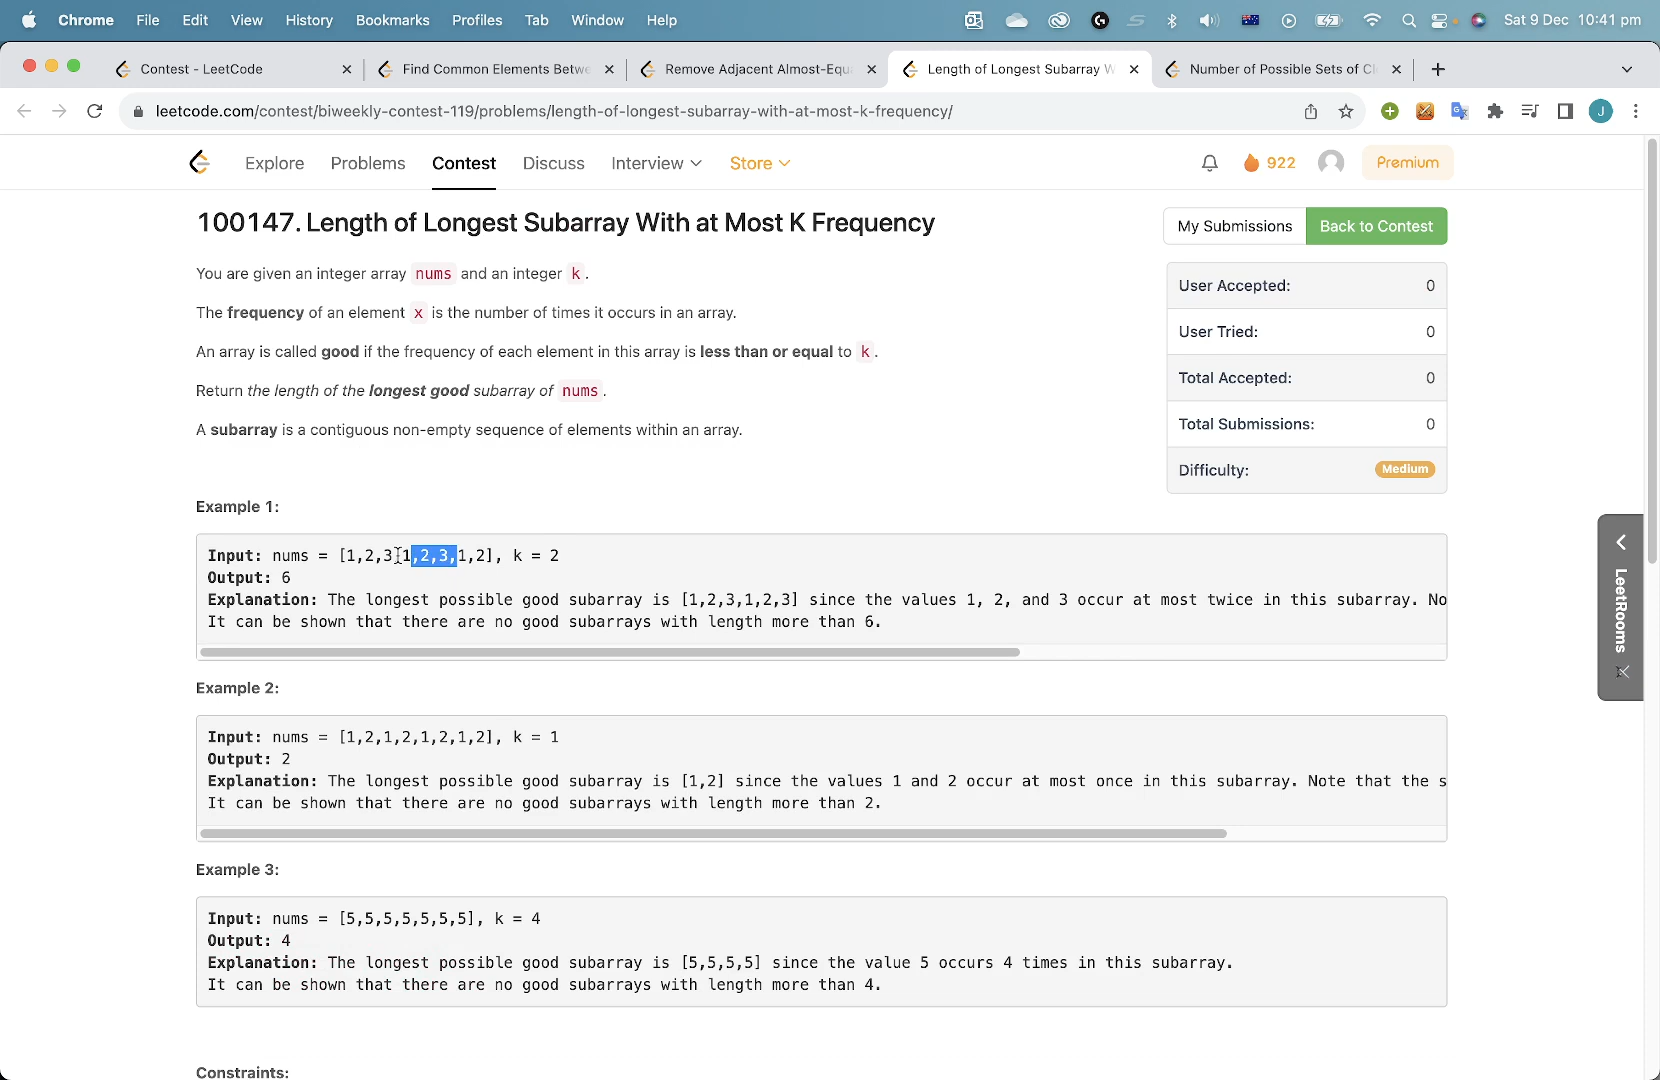 Chrome File Edit View History Bookmarks Profiles Tab Window Help Sat 9 Dec 10:41 pm
Contest - LeetCode Find Common Elements Betwe Remove Adjacent Almost-Equ Length of Longest Subarray W Number of Possible Sets of Cl
leetcode.com/contest/biweekly-contest-119/problems/length-of-longest-subarray-with-at-most-k-frequency/ J
Explore Problems Contest Discuss Interview Store 922 Premium
100147. Length of Longest Subarray With at Most K Frequency
My Submissions Back to Contest
You are given an integer array nums and an integer k.
The frequency of an element x is the number of times it occurs in an array.
An array is called good if the frequency of each element in this array is less than or equal to k.
Return the length of the longest good subarray of nums.
A subarray is a contiguous non-empty sequence of elements within an array.
User Accepted: 0
User Tried: 0
Total Accepted: 0
Total Submissions: 0
Difficulty: Medium
Example 1:
Input: nums = [1,2,3,1,2,3,1,2], k = 2
Output: 6
Explanation: The longest possible good subarray is [1,2,3,1,2,3] since the values 1, 2, and 3 occur at most twice in this subarray. No
It can be shown that there are no good subarrays with length more than 6.
LeetRooms
Example 2:
Input: nums = [1,2,1,2,1,2,1,2], k = 1
Output: 2
Explanation: The longest possible good subarray is [1,2] since the values 1 and 2 occur at most once in this subarray. Note that the s
It can be shown that there are no good subarrays with length more than 2.
Example 3:
Input: nums = [5,5,5,5,5,5,5], k = 4
Output: 4
Explanation: The longest possible good subarray is [5,5,5,5] since the value 5 occurs 4 times in this subarray.
It can be shown that there are no good subarrays with length more than 4.
Constraints: